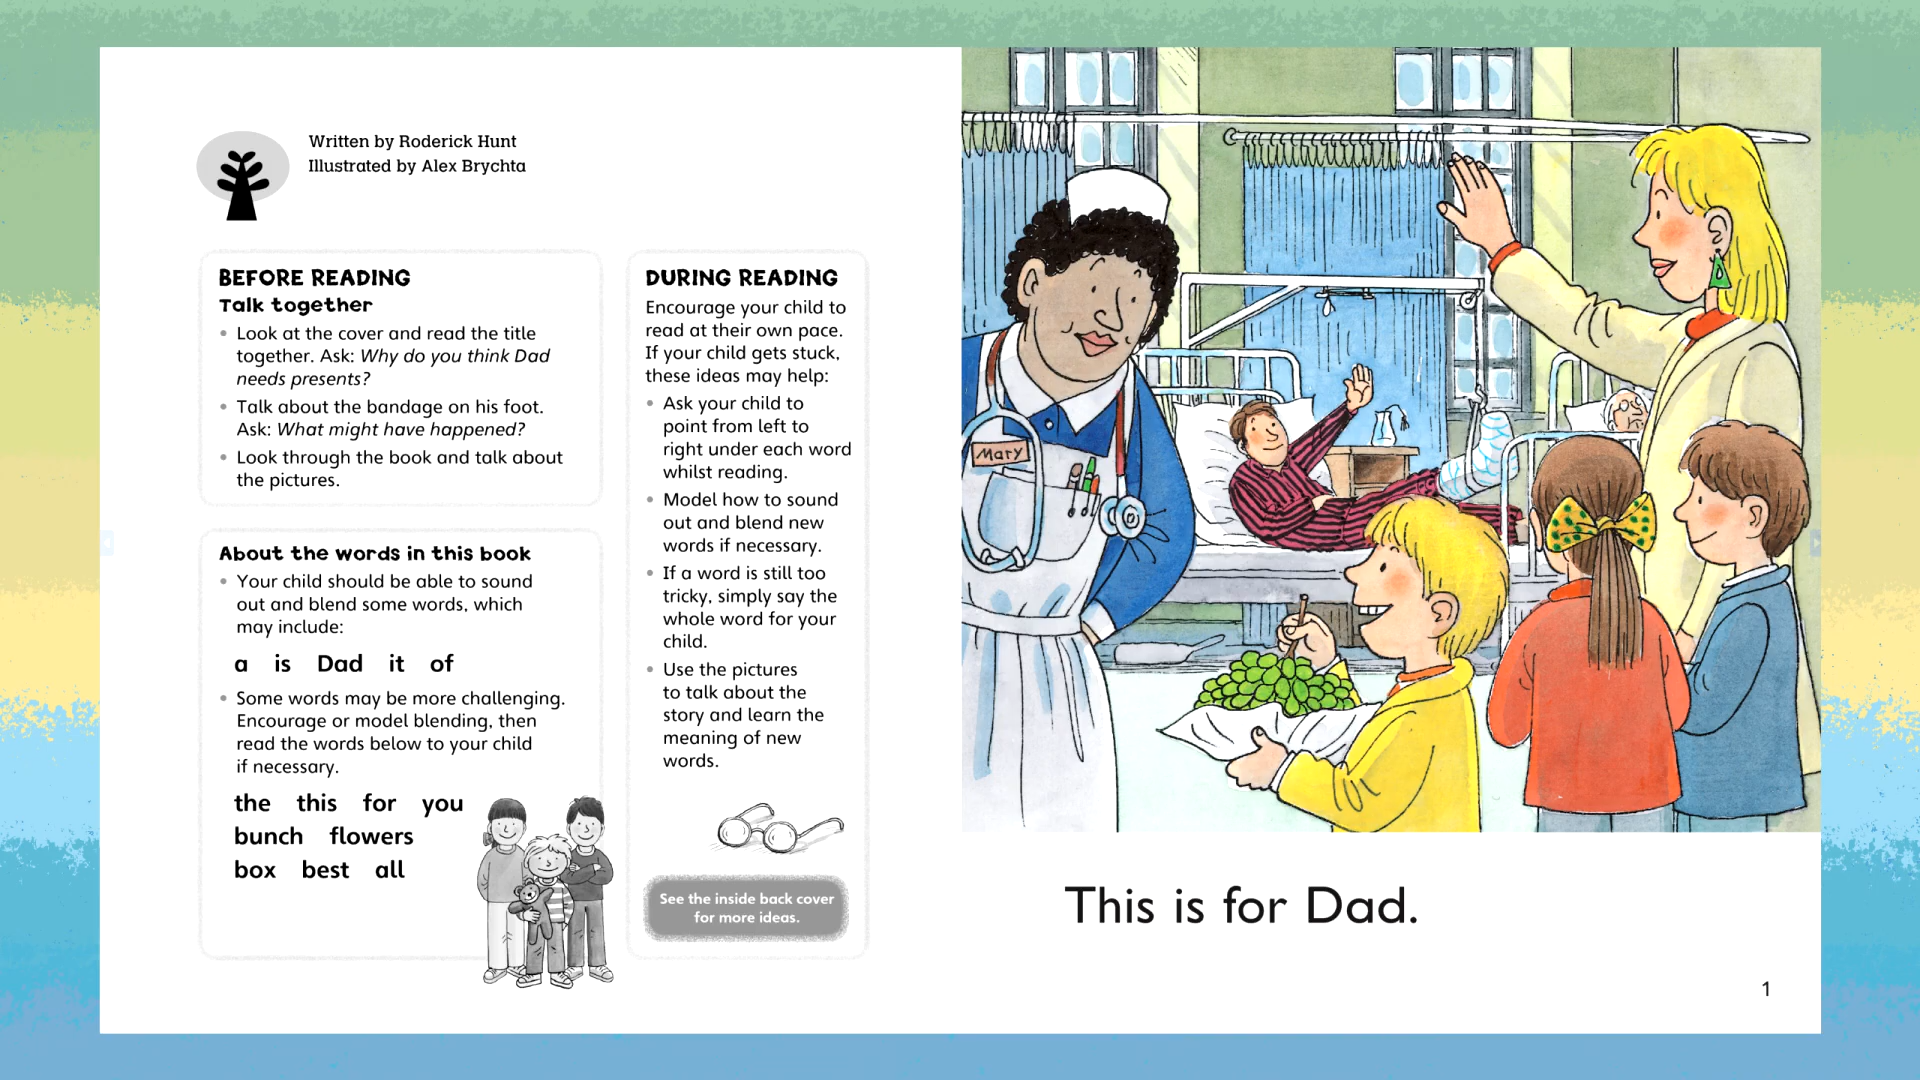 Written by Roderick Hunt
Illustrated by Alex Brychta
BEFORE READING
Talk together
• Look at the cover and read the title
together. Ask: Why do you think Dad
needs presents?
• Talk about the bandage on his foot.
Ask: What might have happened?
• Look through the book and talk about
the pictures.
About the words in this book
• Your child should be able to sound
out and blend some words, which
may include:
a is Dad it of
• Some words may be more challenging.
Encourage or model blending, then
read the words below to your child
if necessary.
the this for you
bunch flowers
box best all
DURING READING
Encourage your child to
read at their own pace.
If your child gets stuck,
these ideas may help:
• Ask your child to
point from left to
right under each word
whilst reading.
• Model how to sound
out and blend new
words if necessary.
• If a word is still too
tricky, simply say the
whole word for your
child.
• Use the pictures
to talk about the
story and learn the
meaning of new
words.
See the inside back cover
for more ideas.
Mary
This is for Dad.
1